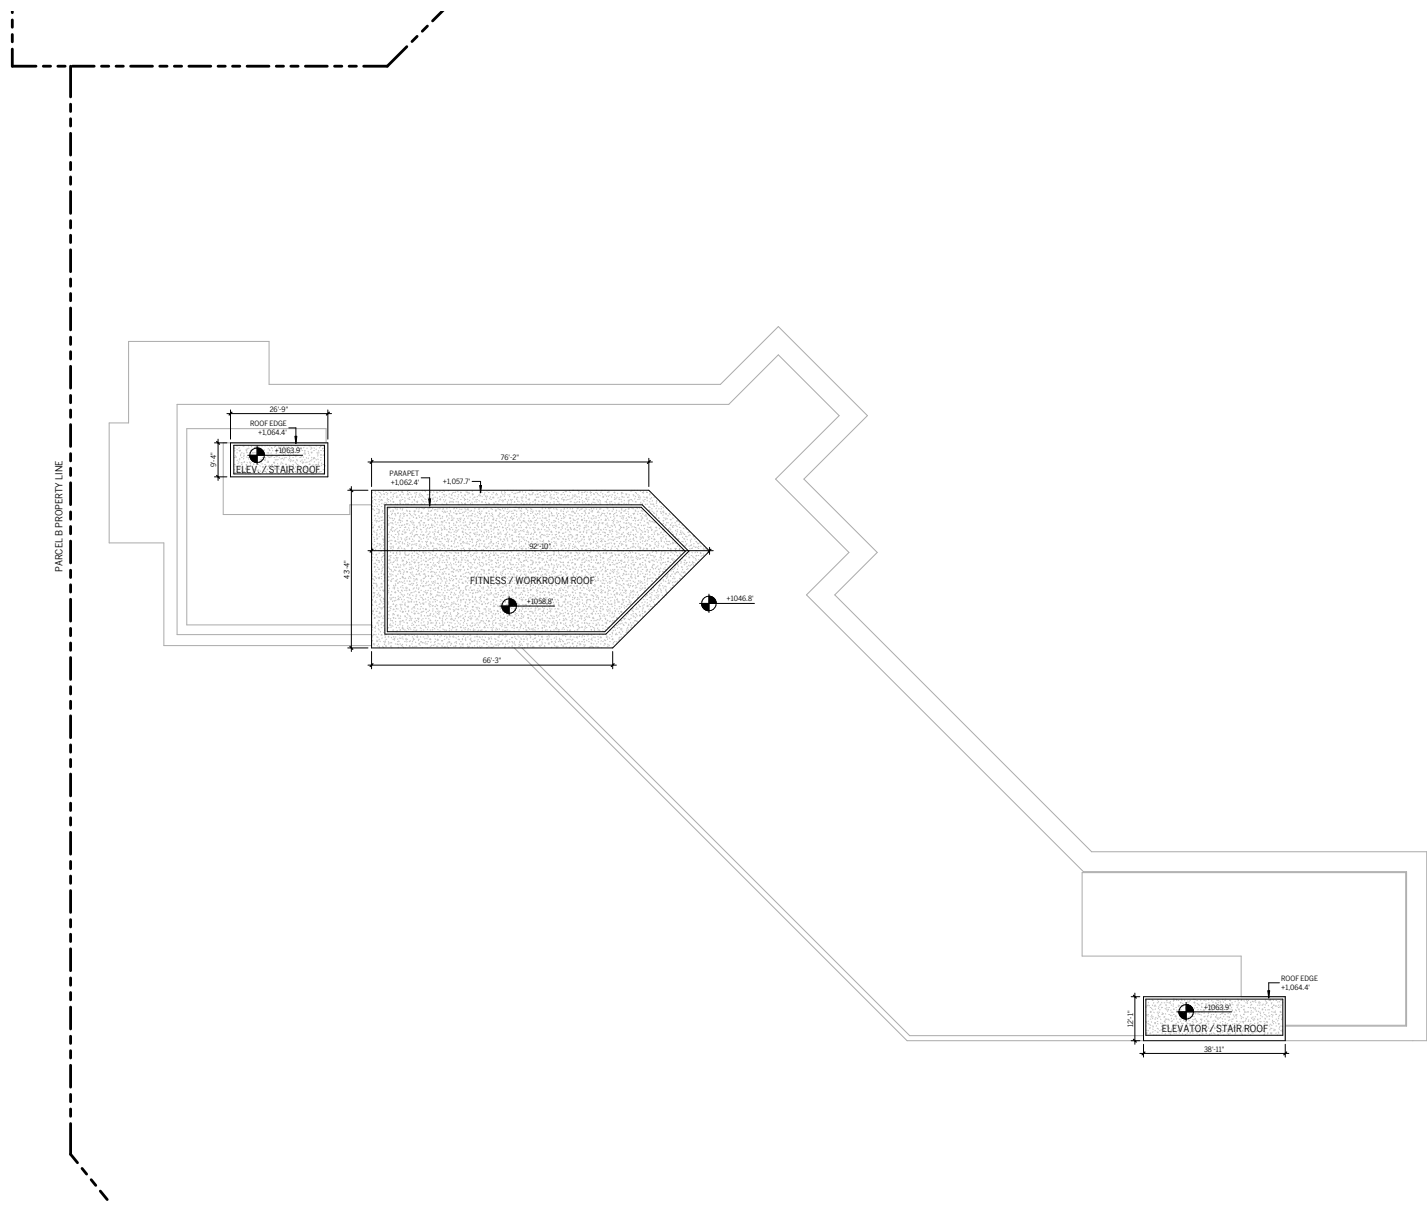 PARCEL B PROPERTY LINE
26'-9"
ROOF EDGE
+1,064.4'
9'-4"
+1063.9'
ELEV. / STAIR ROOF
76'-2"
PARAPET
+1,062.4'
+1,057.7'
43'-4"
92'-10"
FITNESS / WORKROOM ROOF
+1058.8'
+1046.8'
66'-3"
ROOF EDGE
+1,064.4'
12'-1"
+1063.9'
ELEVATOR / STAIR ROOF
38'-11"